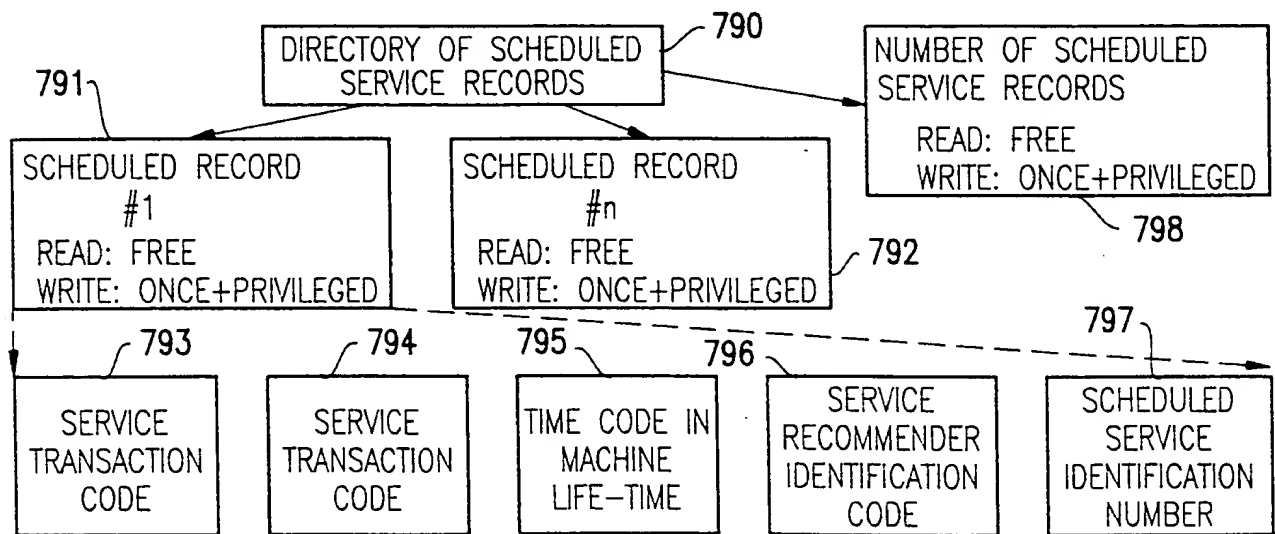 790
DIRECTORY OF SCHEDULED
SERVICE RECORDS
NUMBER OF SCHEDULED
SERVICE RECORDS
READ: FREE
WRITE: ONCE+PRIVILEGED
798
791
SCHEDULED RECORD
#1
READ: FREE
WRITE: ONCE+PRIVILEGED
SCHEDULED RECORD
#n
READ: FREE
WRITE: ONCE+PRIVILEGED
792
793
SERVICE
TRANSACTION
CODE
794
SERVICE
TRANSACTION
CODE
795
TIME CODE IN
MACHINE
LIFE-TIME
796
SERVICE
RECOMMENDER
IDENTIFICATION
CODE
797
SCHEDULED
SERVICE
IDENTIFICATION
NUMBER